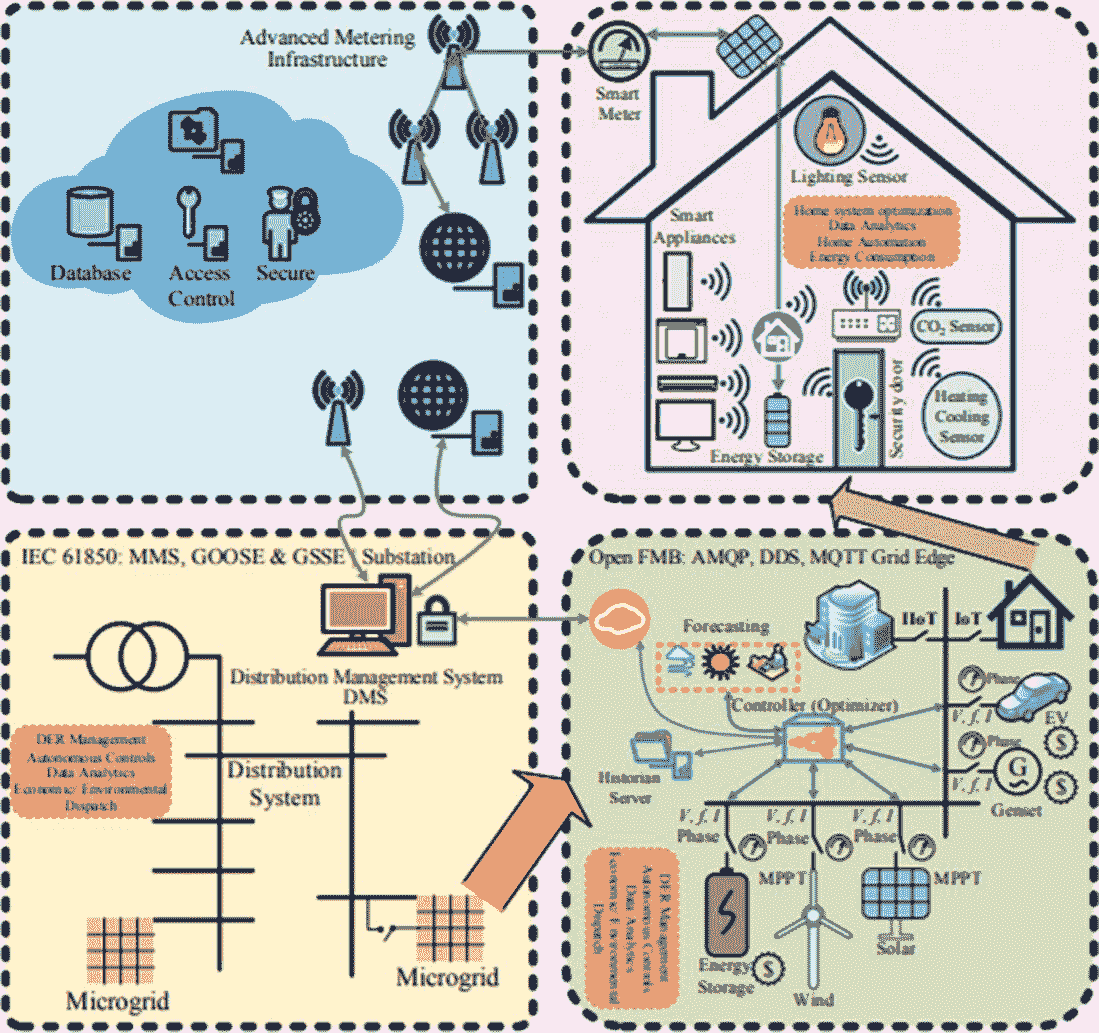 Advanced Metering
Infrastructure
Database
Access
Control
Secure
Smart
Meter
Lighting Sensor
Home system optimization
Data Analytics
Home Automation
Energy Consumption
Smart
Appliances
CO₂ Sensor
Security door
Heating
Cooling
Sensor
Energy Storage
IEC 61850: MMS, GOOSE & GSSE | Substation
Distribution Management System
DMS
DER Management
Autonomous Controls
Data Analytics
Economic/ Environmental
Dispatch
Distribution
System
Microgrid
Microgrid
Open FMB: AMQP, DDS, MQTT Grid Edge
IIoT
IoT
Forecasting
Controller (Optimizer)
Phase
V, f, I
EV
$
Historian
Server
Phase
V, f, I
G
Genset
$
V, f, I
Phase
V, f, I
Phase
V, f, I
Phase
MPPT
MPPT
DER Management
Autonomous Controls
Data Analytics
Economic/ Environmental
Dispatch
Energy
Storage
$
Wind
Solar